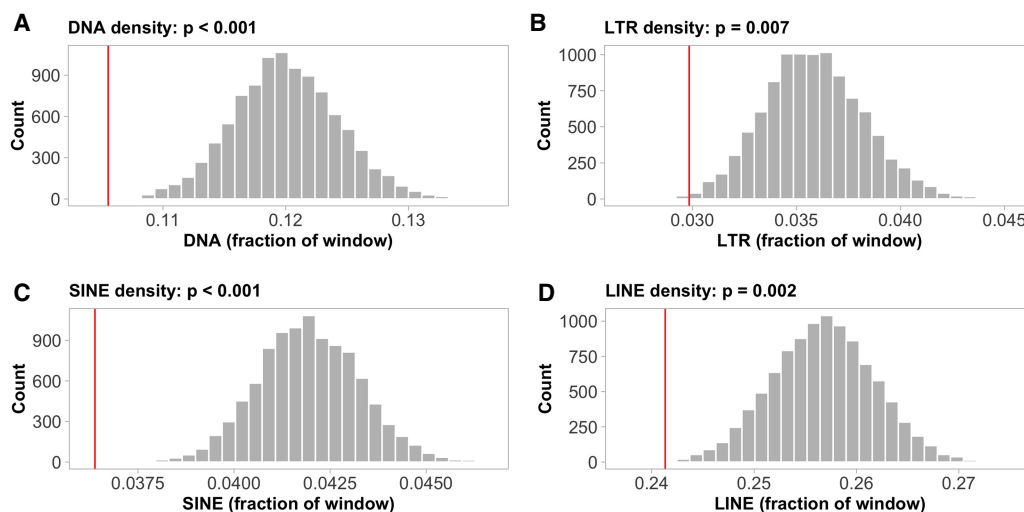 A
DNA density: p < 0.001
Count
900
600
300
0
0.11 0.12 0.13
DNA (fraction of window)
B
LTR density: p = 0.007
Count
1000
750
500
250
0
0.030 0.035 0.040 0.045
LTR (fraction of window)
C
SINE density: p < 0.001
Count
900
600
300
0
0.0375 0.0400 0.0425 0.0450
SINE (fraction of window)
D
LINE density: p = 0.002
Count
1000
750
500
250
0
0.24 0.25 0.26 0.27
LINE (fraction of window)